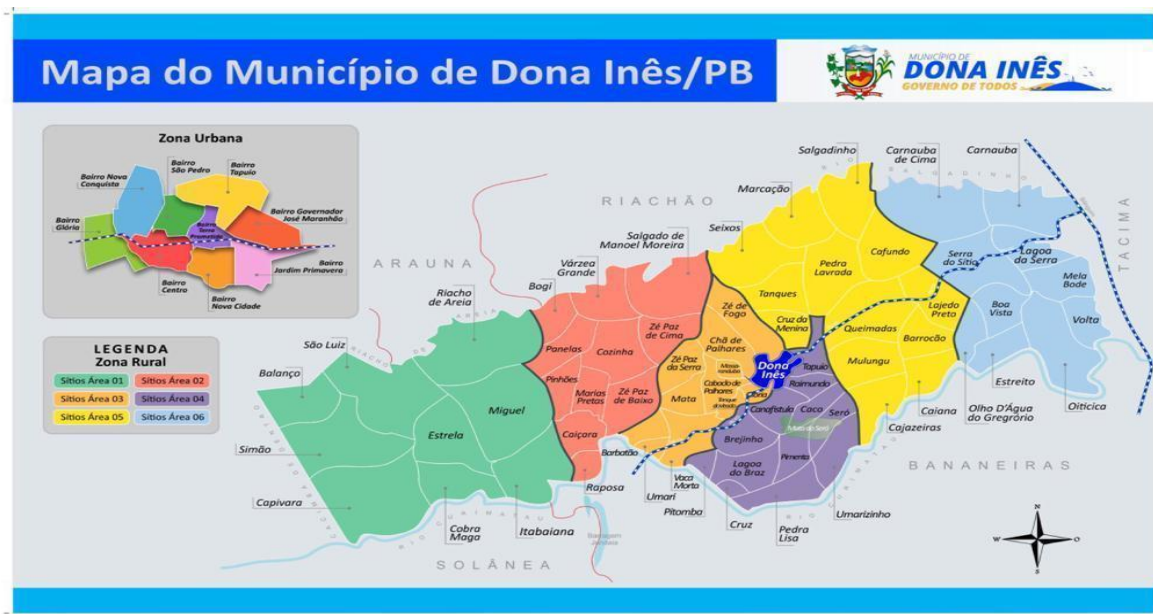 Mapa do Município de Dona Inês/PB
MUNICÍPIO DE
DONA INÊS
GOVERNO DE TODOS
Zona Urbana
Bairro Nova
Conquista
Bairro
São Pedro
Bairro
Tapuio
Bairro Governador
José Maranhão
Bairro
Glória
Bairro
Terra
Prometida
Bairro
Jardim Primavera
Bairro
Centro
Bairro
Nova Cidade
LEGENDA
Zona Rural
Sítios Área 01
Sítios Área 02
Sítios Área 03
Sítios Área 04
Sítios Área 05
Sítios Área 06
ARAUNA
RIACHÃO
TACIMA
BANANEIRAS
SOLÂNEA
São Luiz
Balanço
Simão
Capivara
Riacho
de Areia
Miguel
Estrela
Cobra
Maga
Itabaiana
Bogi
Várzea
Grande
Salgado de
Manoel Moreira
Zé Paz
de Cima
Panelas
Cozinha
Pinhões
Marias
Pretas
Zé Paz
de Baixo
Caiçara
Raposa
Zé de
Fogo
Chã de
Palhares
Zé Paz
da Serra
Mata
Barbatão
Umari
Vaca
Morta
Pitomba
Dona
Inês
Tapuio
Raimundo
Canafístula
Caco
Seró
Brejinho
Mata do Seró
Lagoa
do Braz
Pimenta
Cruz
Pedra
Lisa
Umarizinho
Seixas
Marcação
Salgadinho
Cafundo
Pedra
Lavrada
Tanques
Cruz da
Menina
Queimadas
Lajedo
Preto
Barrocão
Mulungu
Caiana
Cajazeiras
Carnauba
de Cima
Carnauba
Serra
do Sítio
Lagoa
da Serra
Mela
Bode
Boa
Vista
Volta
Estreito
Olho D'Água
do Gregório
Oiticica
N
W
O
S